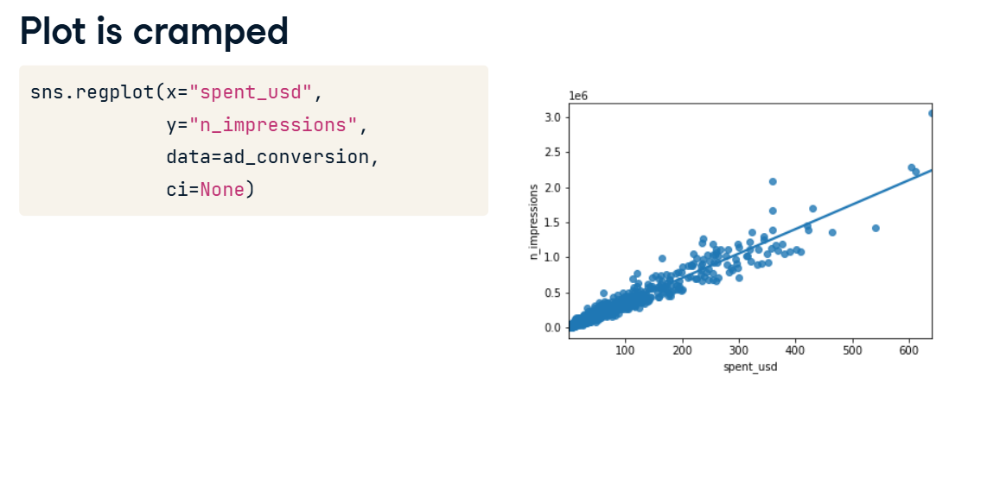 Plot is cramped
sns.regplot(x="spent_usd",
y="n_impressions",
data=ad_conversion,
ci=None)
1e6
3.0
2.5
2.0
1.5
1.0
0.5
0.0
n_impressions
100 200 300 400 500 600
spent_usd